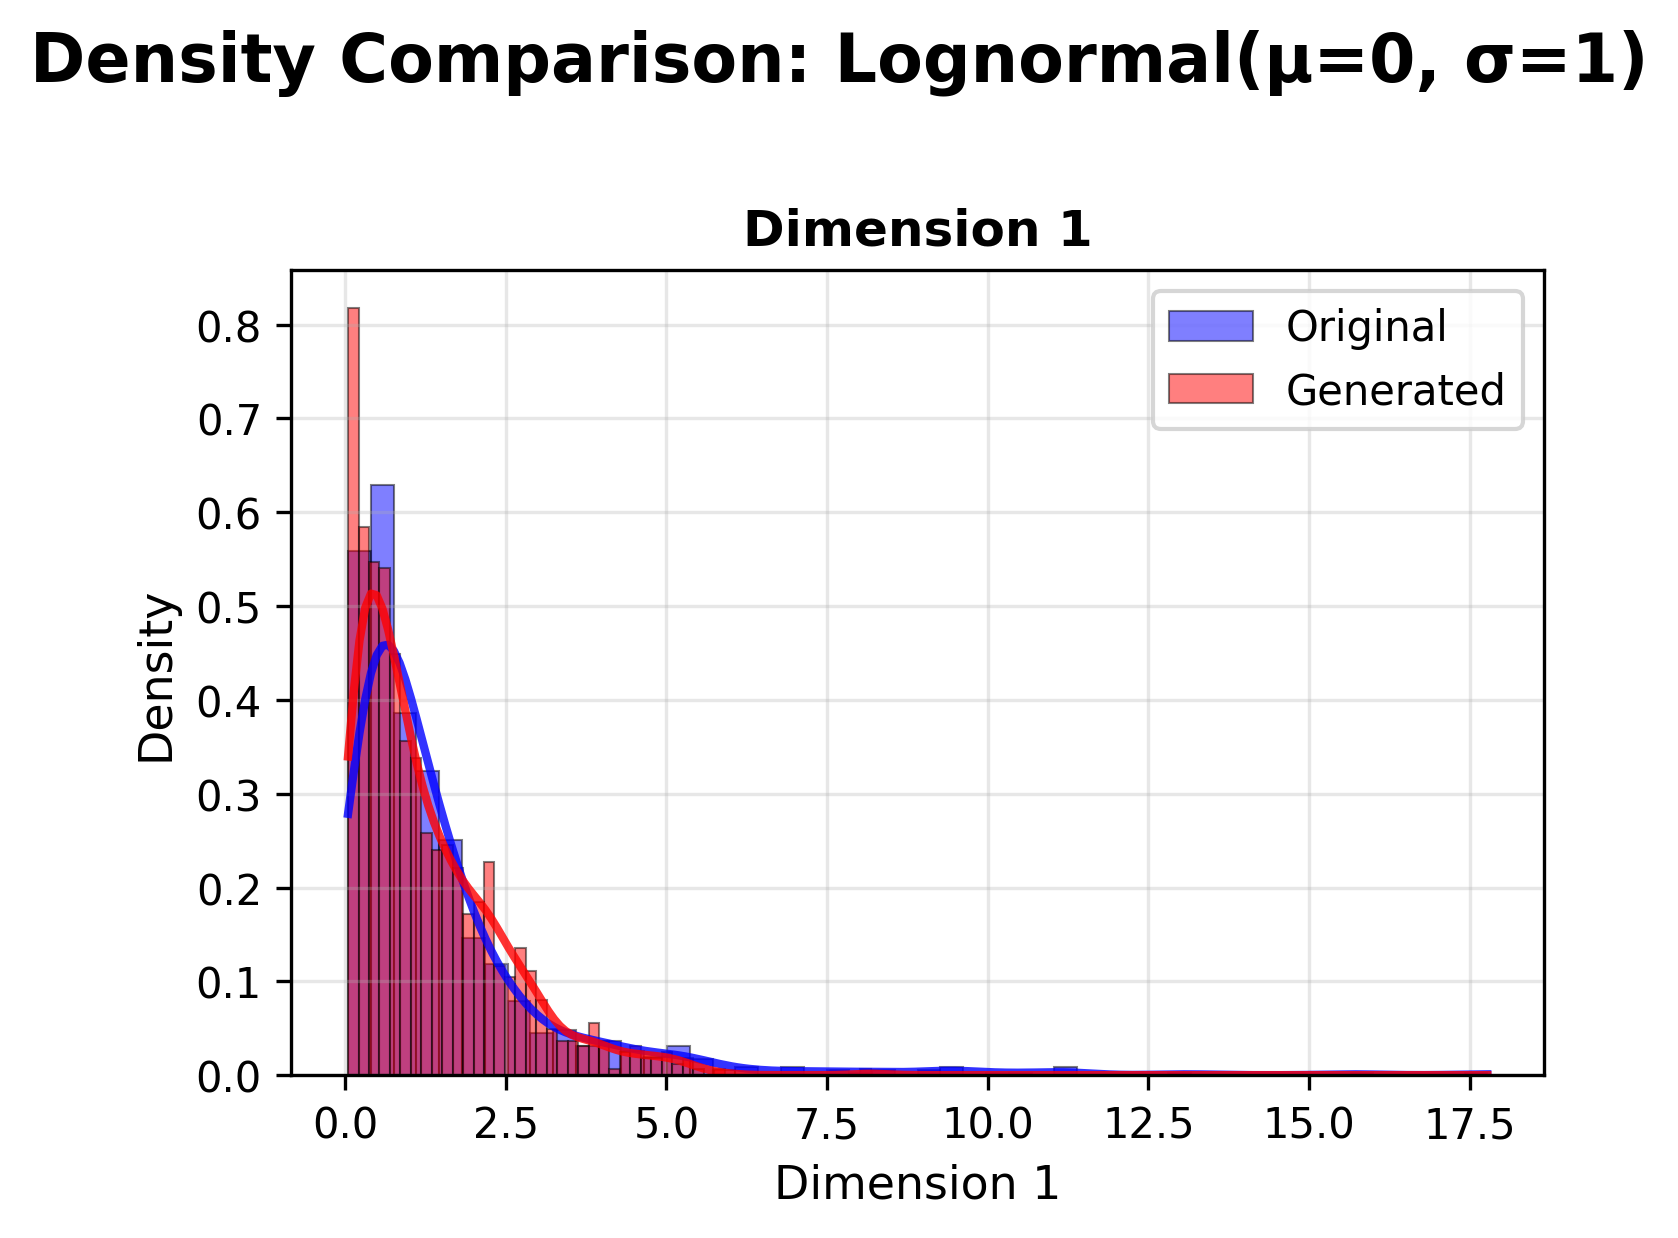 Density Comparison: Lognormal(μ=0, σ=1)
Dimension 1
Original
Generated
Density
0.8
0.7
0.6
0.5
0.4
0.3
0.2
0.1
0.0
0.0 2.5 5.0 7.5 10.0 12.5 15.0 17.5
Dimension 1